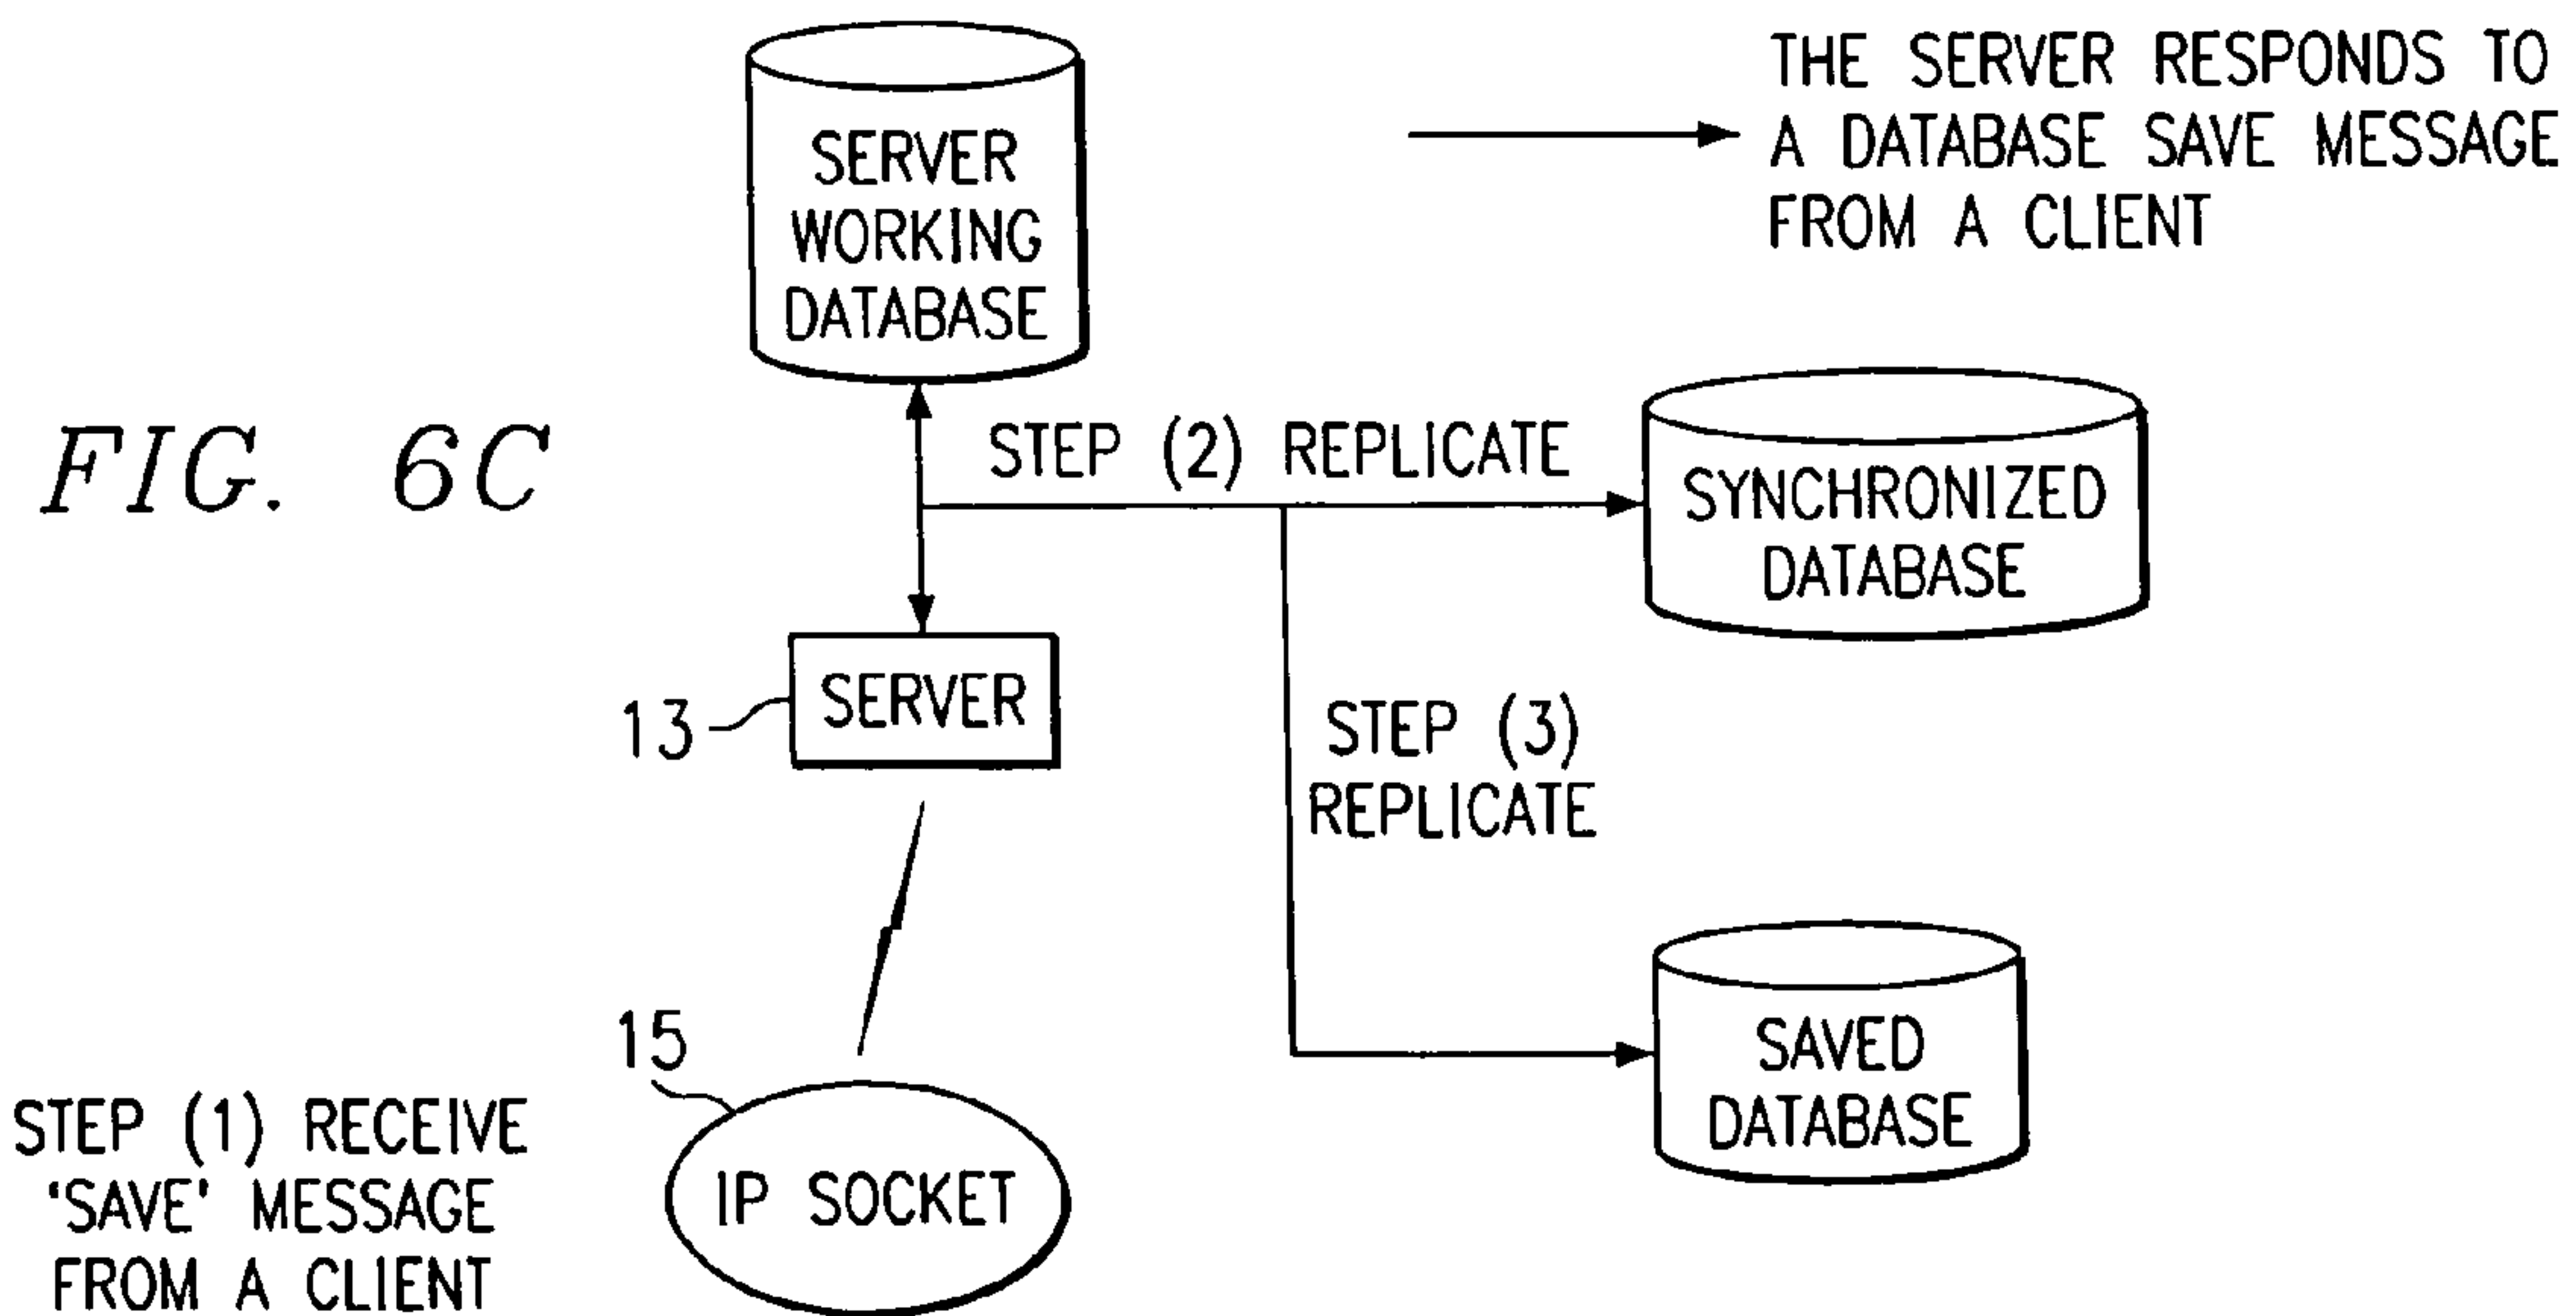 THE SERVER RESPONDS TO
A DATABASE SAVE MESSAGE
FROM A CLIENT
SERVER
WORKING
DATABASE
FIG. 6C
STEP (2) REPLICATE
SYNCHRONIZED
DATABASE
13
SERVER
STEP (3)
REPLICATE
15
IP SOCKET
SAVED
DATABASE
STEP (1) RECEIVE
'SAVE' MESSAGE
FROM A CLIENT